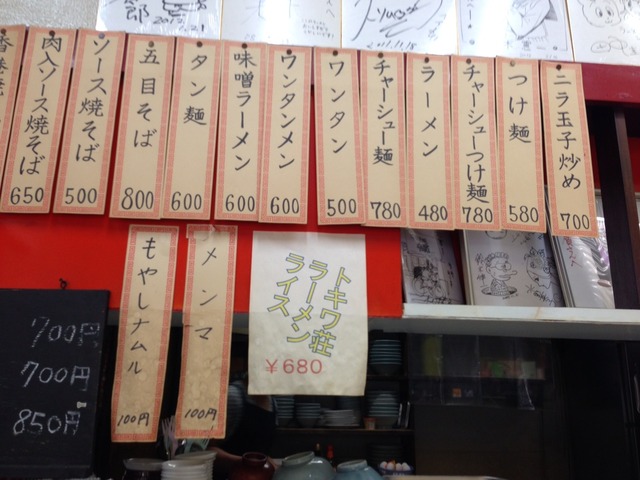 ニラ玉子炒め 700
つけ麺 580
チャーシューつけ麺 780
ラーメン 480
チャーシュー麺 780
ワンタン 500
ウンタンメン 600
味噌ラーメン 600
タン麺 600
五目そば 800
ソース焼そば 500
肉入ソース焼そば 650
トキワ荘
ラーメン
ライス
￥680
メンマ 100円
もやしナムル 100円
700円
700円
850円